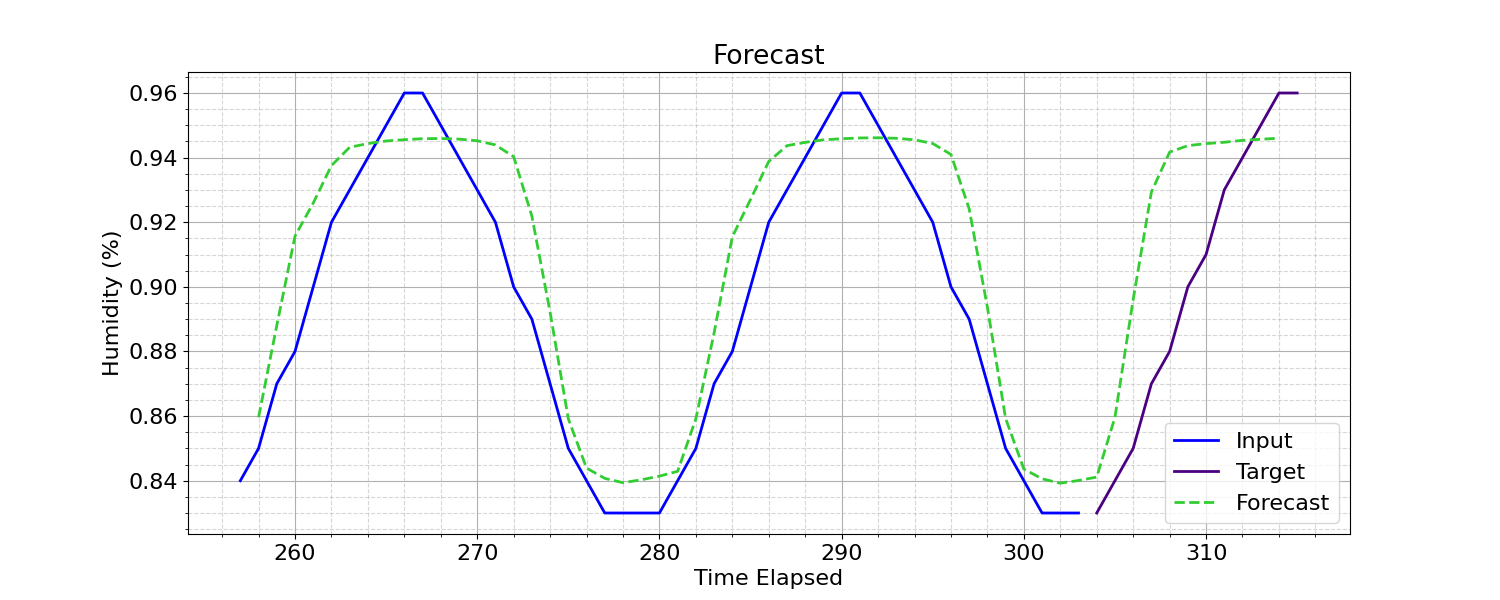 Forecast
Humidity (%)
0.96
0.94
0.92
0.90
0.88
0.86
0.84
260 270 280 290 300 310
Time Elapsed
Input
Target
Forecast